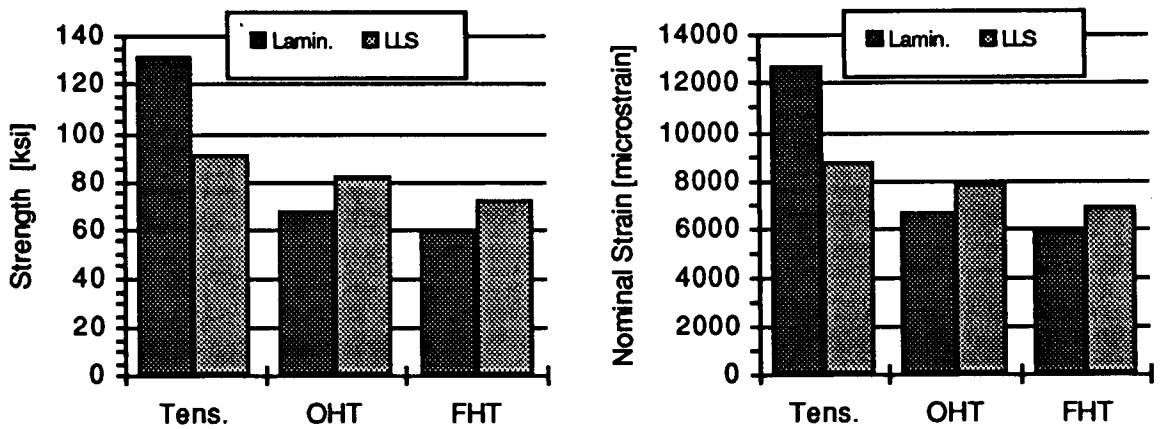 Lamin. LLS
Strength [ksi]
140
120
100
80
60
40
20
0
Tens. OHT FHT
Lamin. LLS
Nominal Strain [microstrain]
14000
12000
10000
8000
6000
4000
2000
0
Tens. OHT FHT